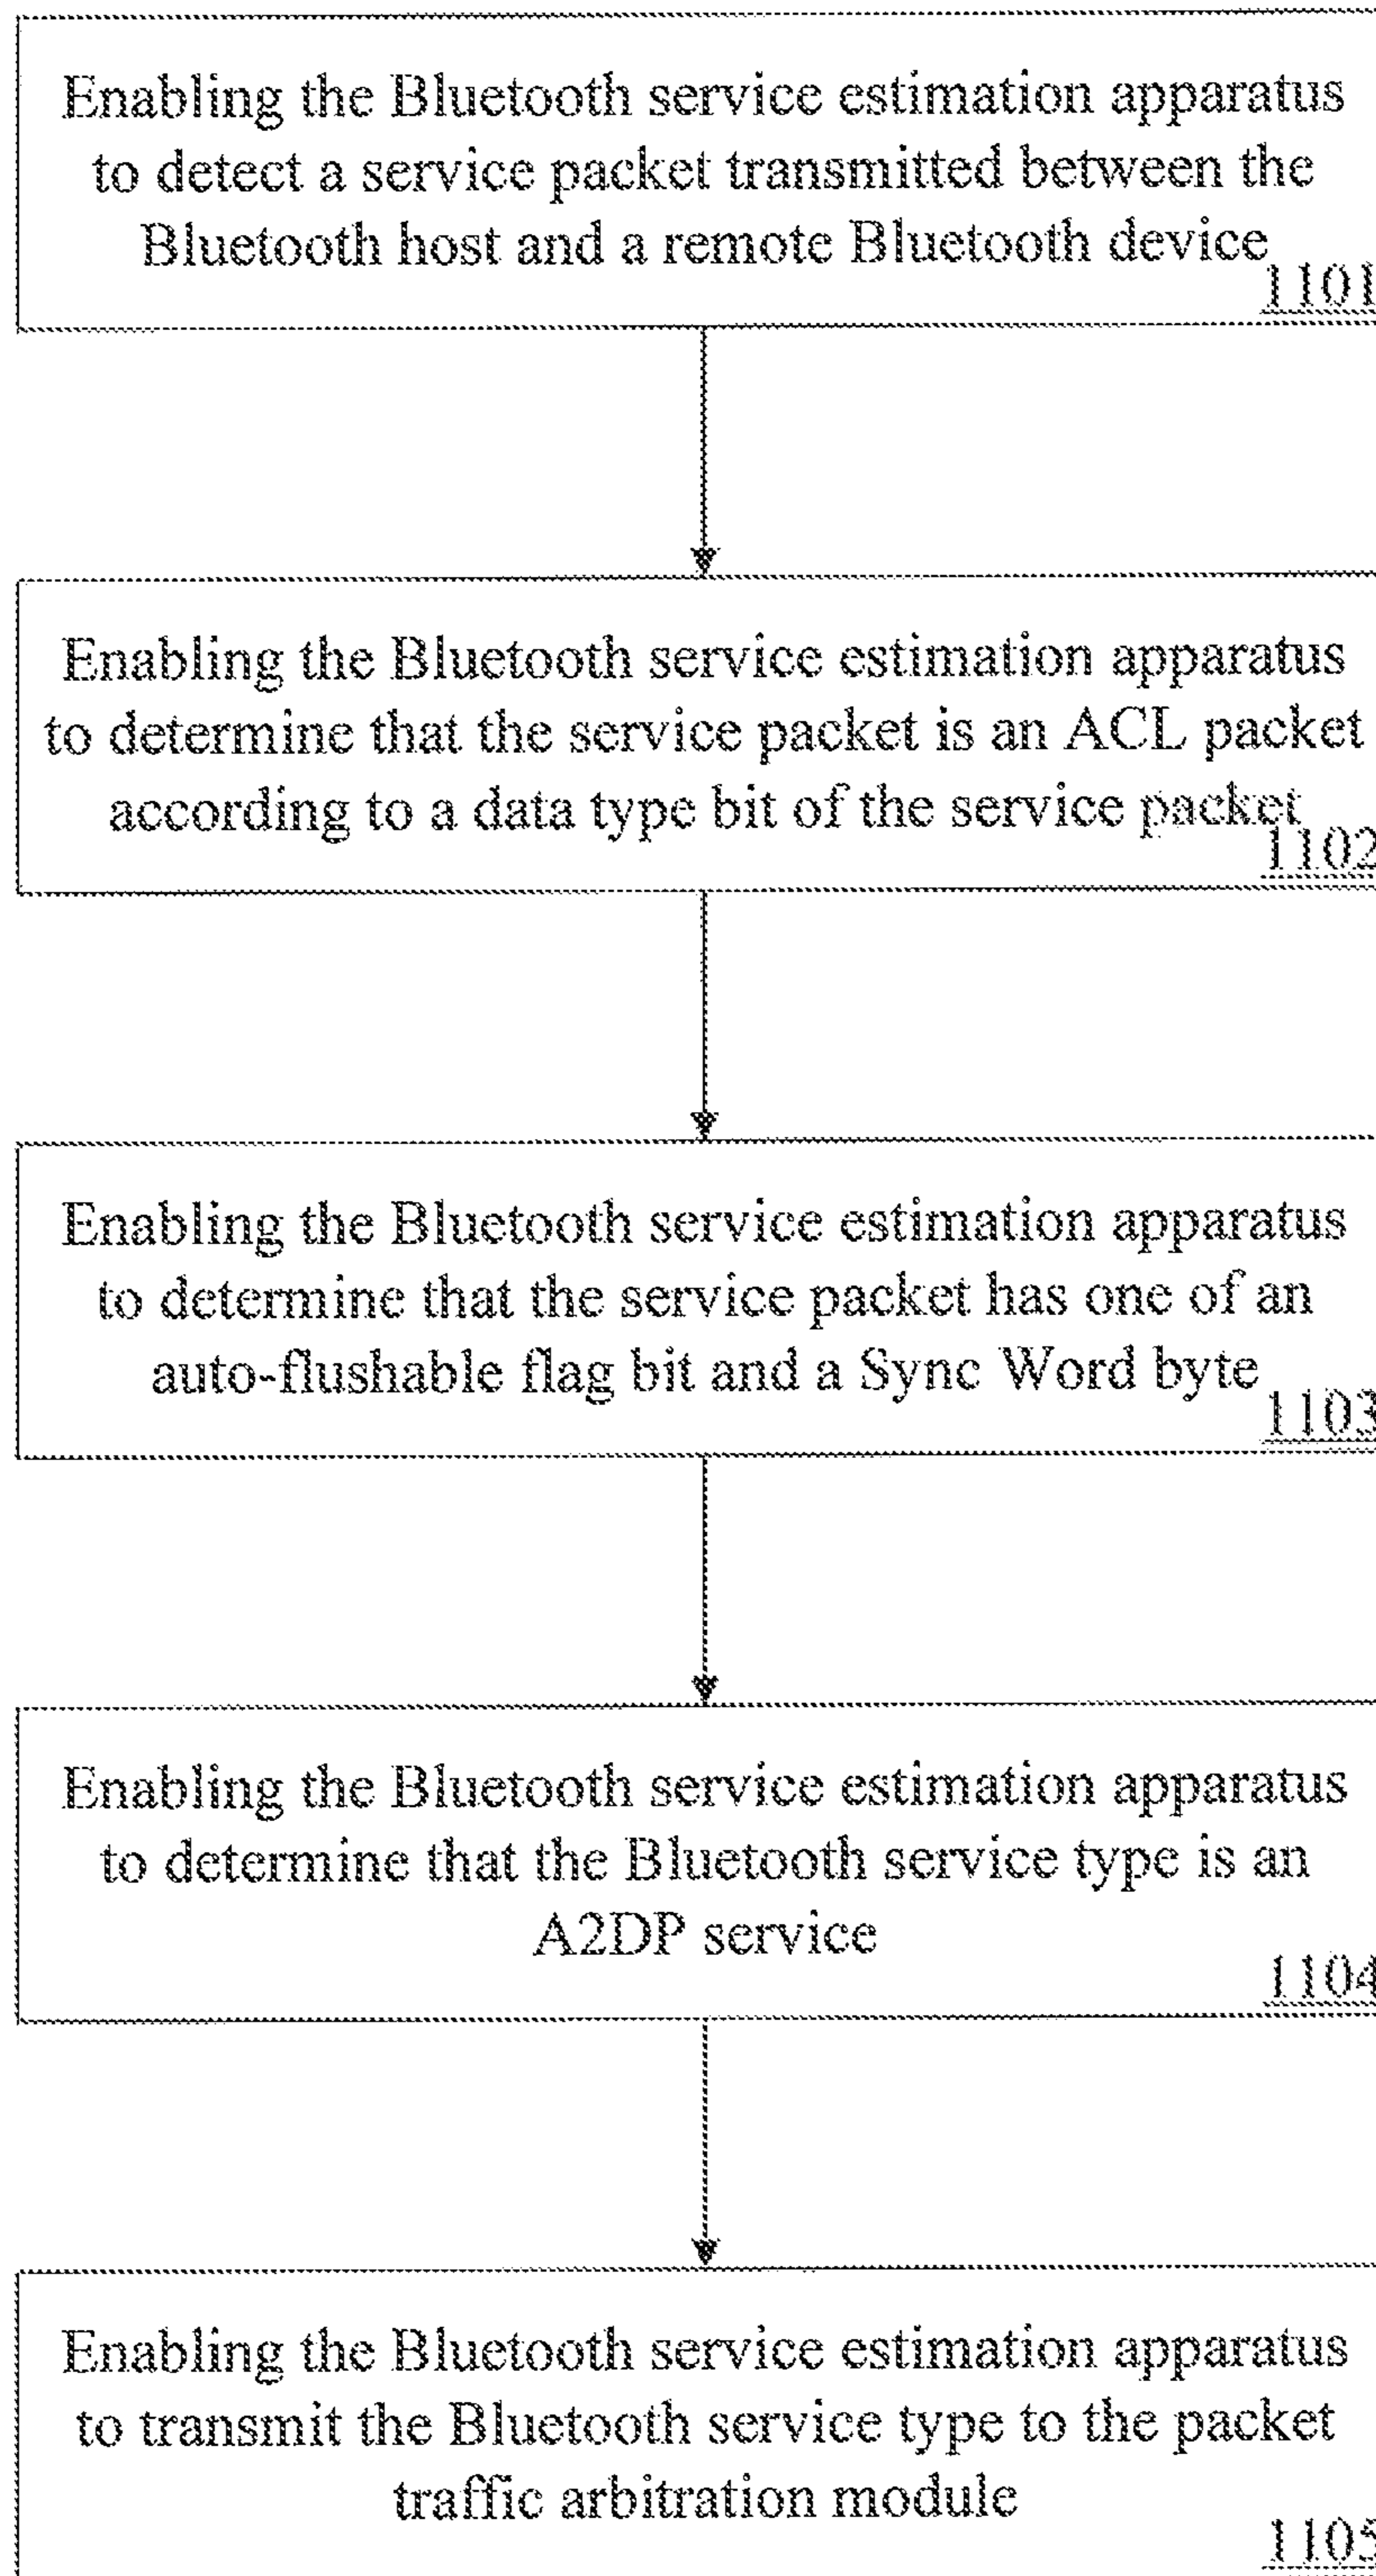 Enabling the Bluetooth service estimation apparatus
to detect a service packet transmitted between the
Bluetooth host and a remote Bluetooth device
1101
Enabling the Bluetooth service estimation apparatus
to determine that the service packet is an ACL packet
according to a data type bit of the service packet
1102
Enabling the Bluetooth service estimation apparatus
to determine that the service packet has one of an
auto-flushable flag bit and a Sync Word byte
1103
Enabling the Bluetooth service estimation apparatus
to determine that the Bluetooth service type is an
A2DP service
1104
Enabling the Bluetooth service estimation apparatus
to transmit the Bluetooth service type to the packet
traffic arbitration module
1105